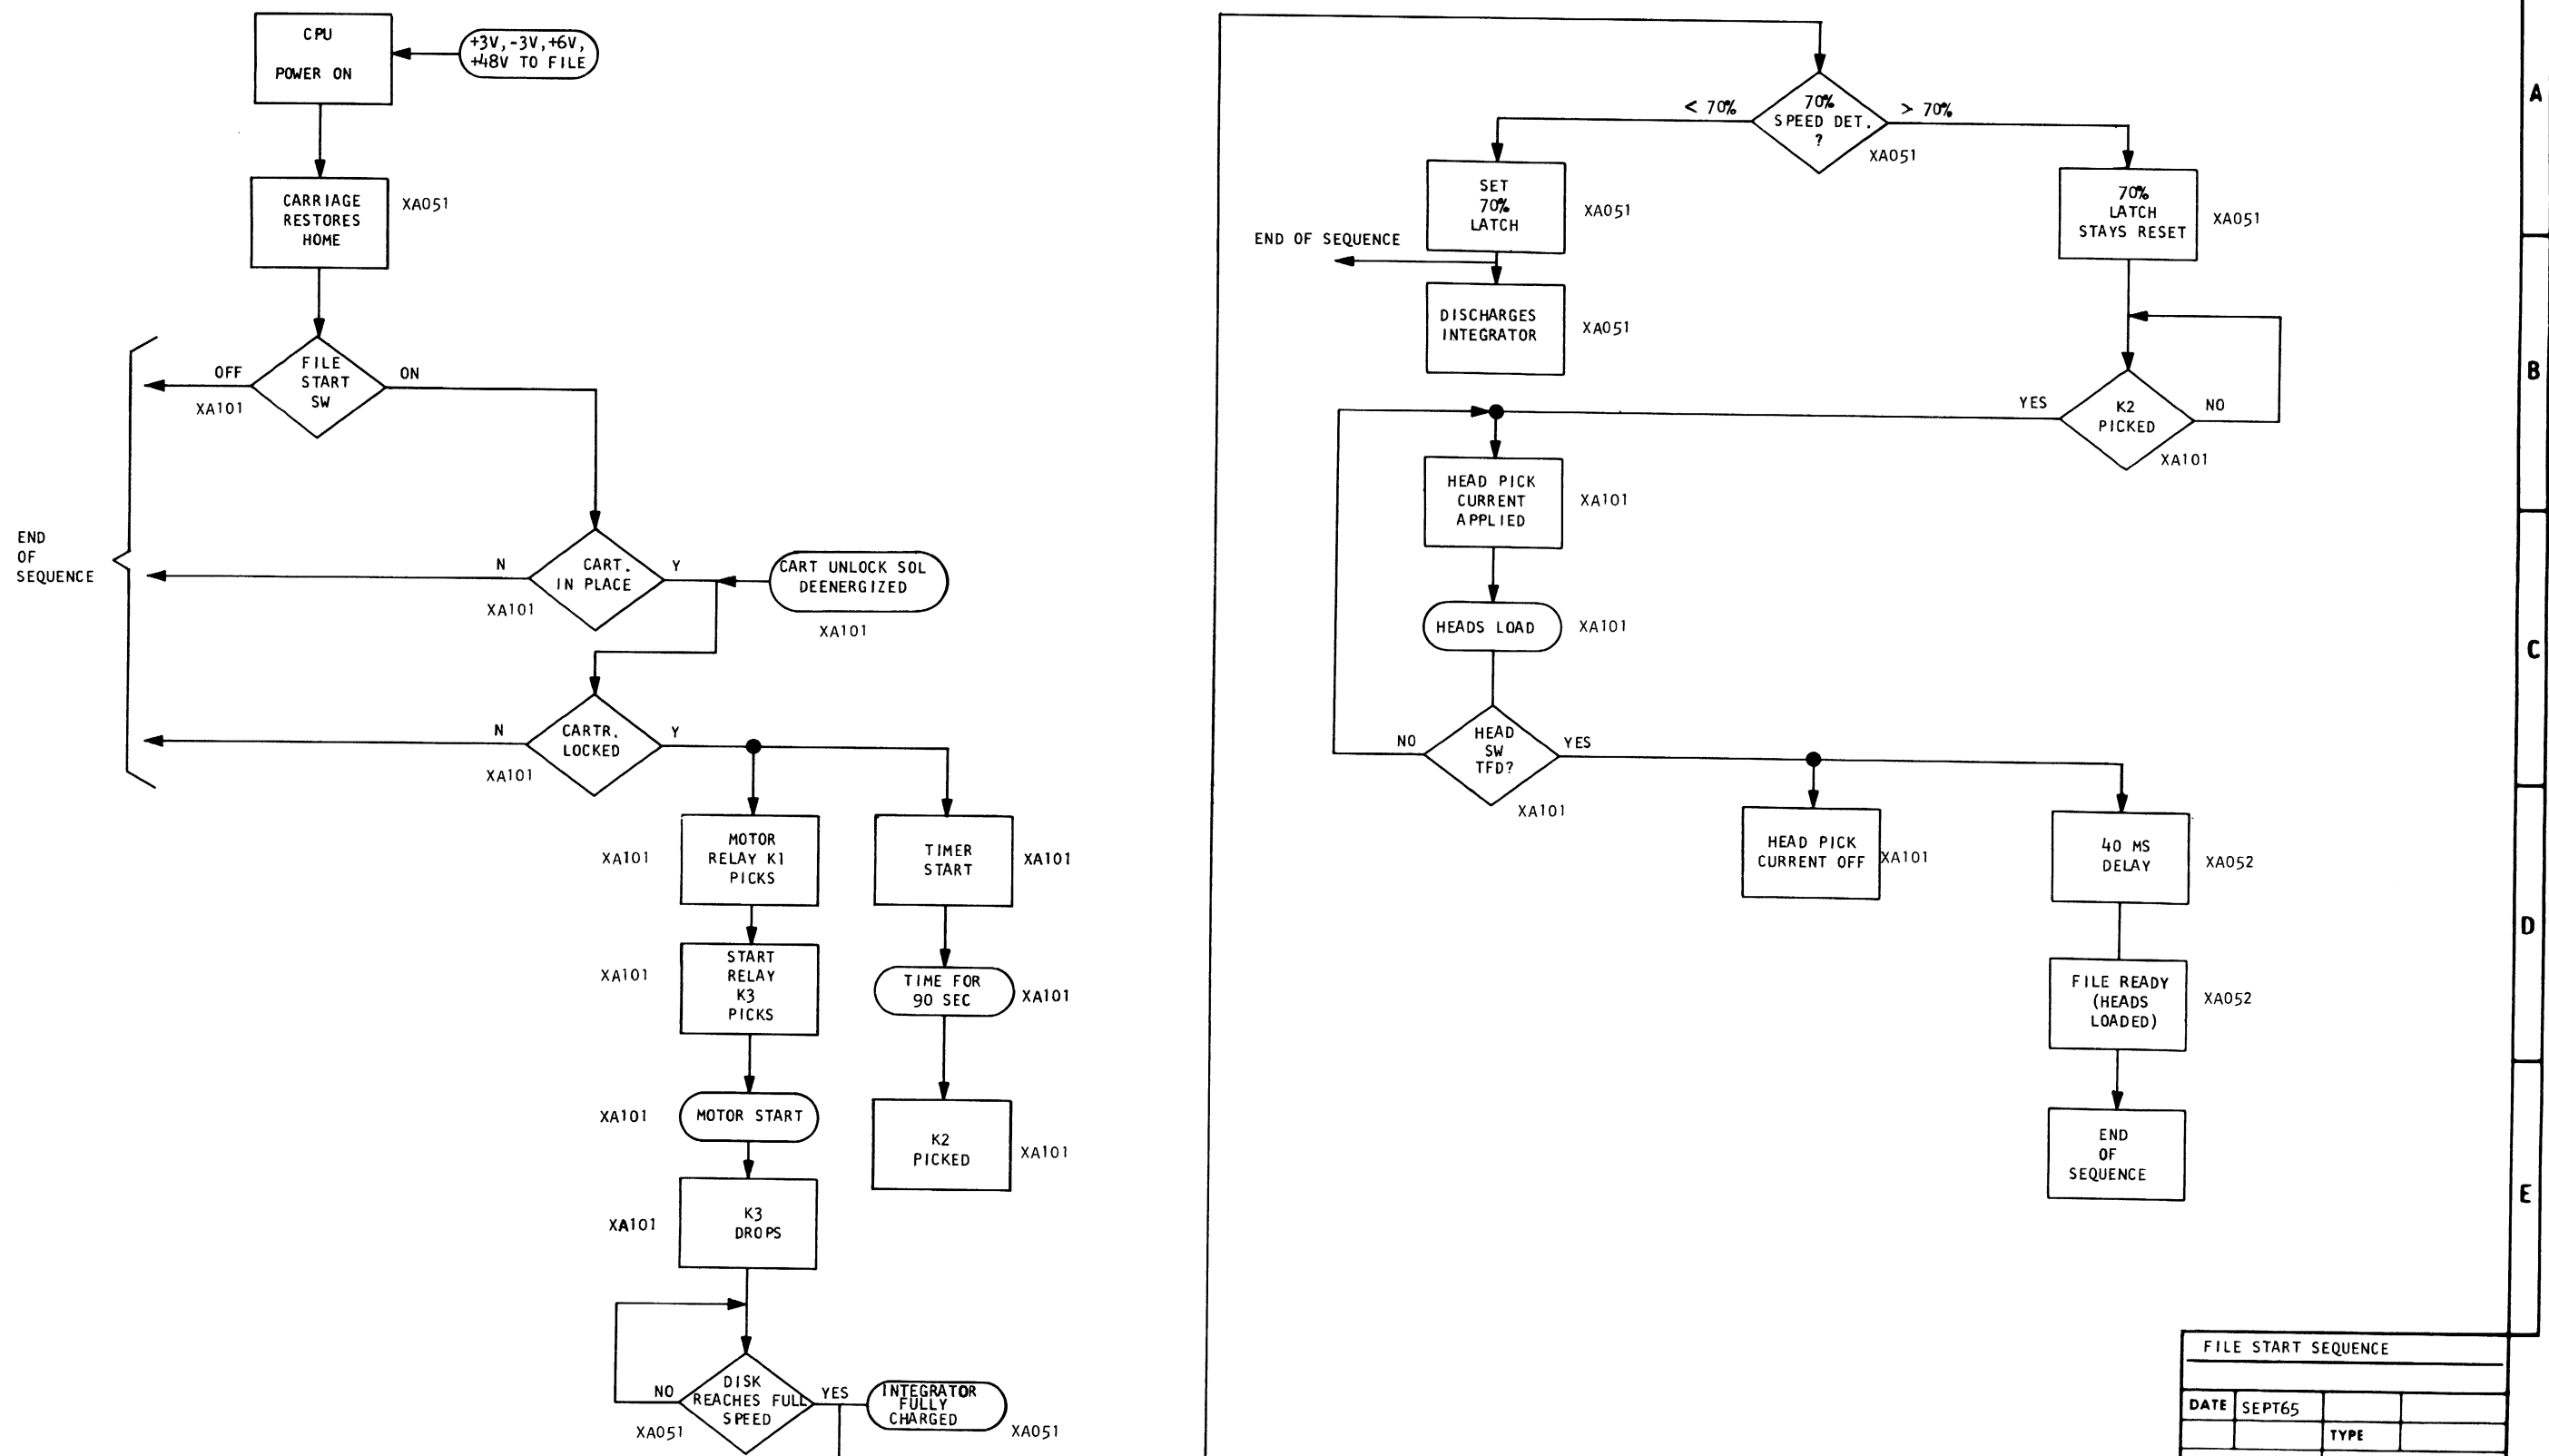 CPU
POWER ON
+3V, -3V, +6V,
+48V TO FILE
CARRIAGE
RESTORES
HOME
XA051
FILE
START
SW
OFF
ON
XA101
END
OF
SEQUENCE
CART.
IN PLACE
N
Y
XA101
CART UNLOCK SOL
DEENERGIZED
XA101
CARTR.
LOCKED
N
Y
XA101
MOTOR
RELAY K1
PICKS
XA101
TIMER
START
XA101
START
RELAY
K3
PICKS
XA101
TIME FOR
90 SEC
XA101
MOTOR START
XA101
K2
PICKED
XA101
K3
DROPS
XA101
DISK
REACHES FULL
SPEED
NO
YES
XA051
INTEGRATOR
FULLY
CHARGED
XA051
70%
SPEED DET.
?
< 70%
> 70%
XA051
SET
70%
LATCH
XA051
70%
LATCH
STAYS RESET
XA051
END OF SEQUENCE
DISCHARGES
INTEGRATOR
XA051
K2
PICKED
YES
NO
XA101
HEAD PICK
CURRENT
APPLIED
XA101
HEADS LOAD
XA101
HEAD
SW
TFD?
NO
YES
XA101
HEAD PICK
CURRENT OFF
XA101
40 MS
DELAY
XA052
FILE READY
(HEADS
LOADED)
XA052
END
OF
SEQUENCE
A
B
C
D
E
FILE START SEQUENCE
DATE SEPT65
TYPE